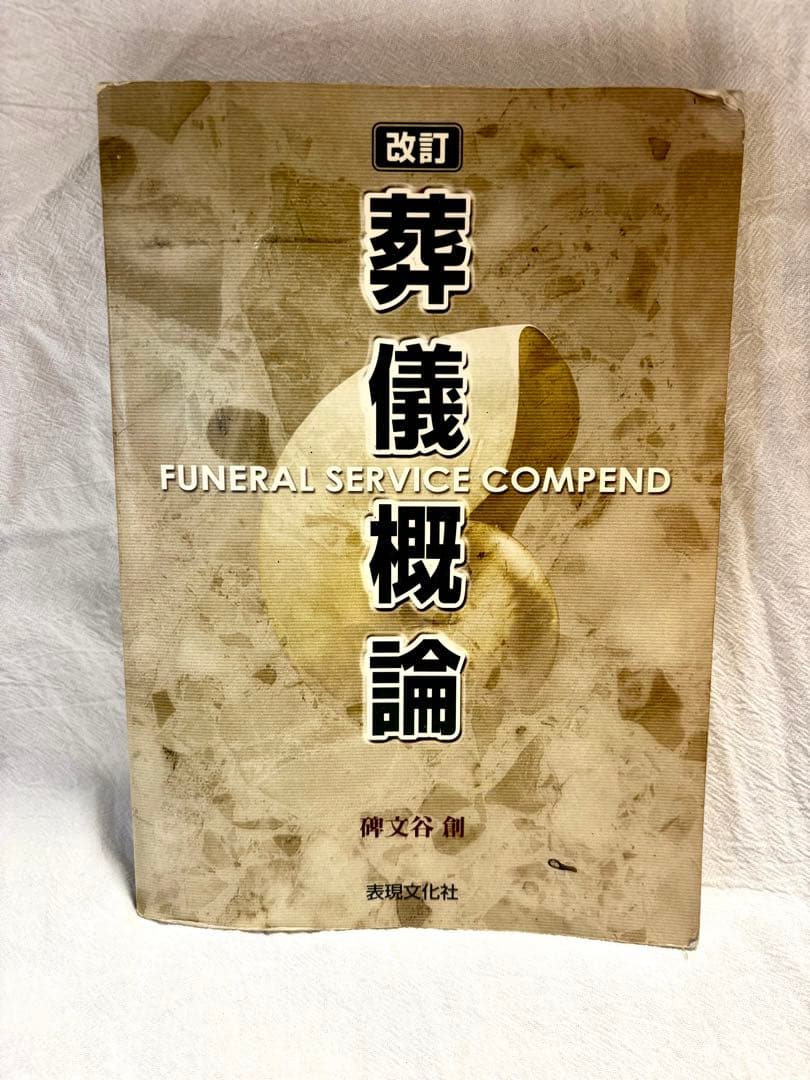 改訂
葬儀概論
FUNERAL SERVICE COMPEND
碑文谷 創
表現文化社